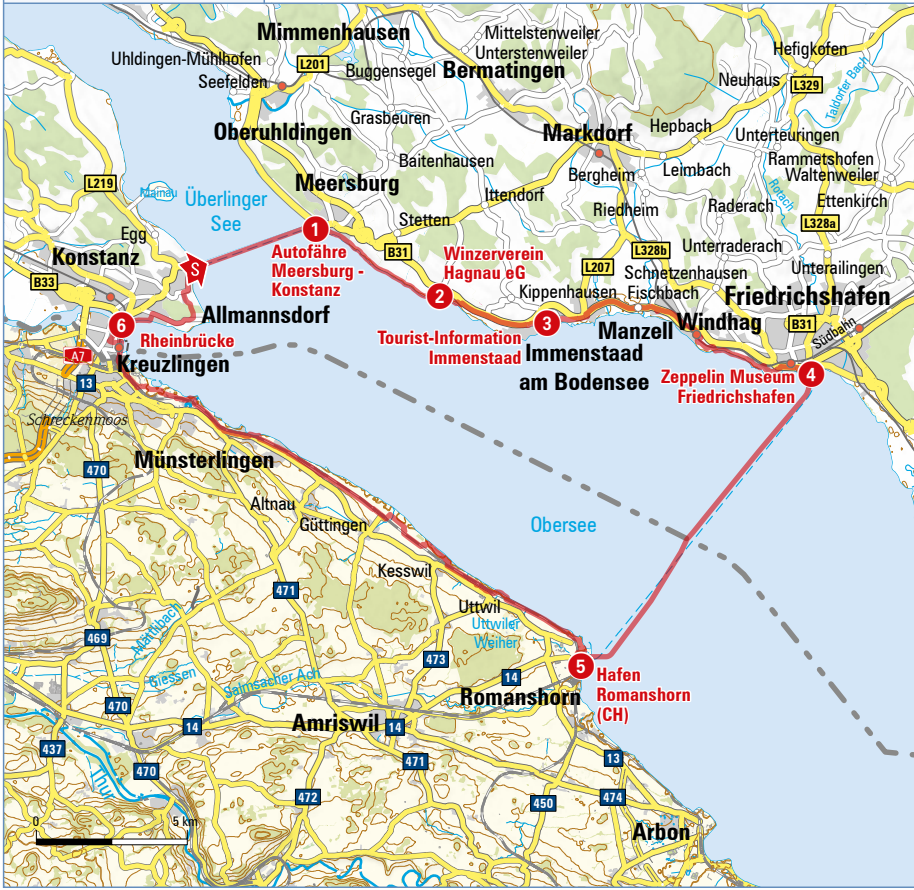 Mimmenhausen
Mittelstenweiler
Unterstenweiler
Hefigkofen
Uhldingen-Mühlhofen
L201
Buggensegel
Bermatingen
Neuhaus
L329
Seefelden
Taldorfer Bach
Grasbeuren
Oberuhldingen
Markdorf
Hepbach
Unterteuringen
Baitenhausen
Bergheim
Leimbach
Rammetshofen
Waltenweiler
L219
Mainau
Überlinger
See
Meersburg
Ittendorf
Rotach
Ettenkirch
Riedheim
Raderach
L328a
Stetten
Egg
1
Autofähre
Meersburg -
Konstanz
B31
Winzerverein
Hagnau eG
L328b
Unterraderach
Konstanz
S
L207
Schnetzenhausen
Unterailingen
B33
2
Kippenhausen
Fischbach
Friedrichshafen
Allmannsdorf
6
Rheinbrücke
3
Tourist-Information
Immenstaad
Immenstaad
am Bodensee
Manzell
Windhag
B31
Südbahn
A7
Kreuzlingen
13
Zeppelin Museum
Friedrichshafen
4
Schreckenmoos
Münsterlingen
470
Altnau
Güttingen
Obersee
Kesswil
471
Uttwil
Uttwiler
Weiher
469
Mattlbach
473
14
5
Hafen
Romanshorn
(CH)
Giessen
Salmsacher Ach
Romanshorn
470
14
Amriswil
14
437
Thur
470
471
13
472
450
474
0
5 km
Arbon